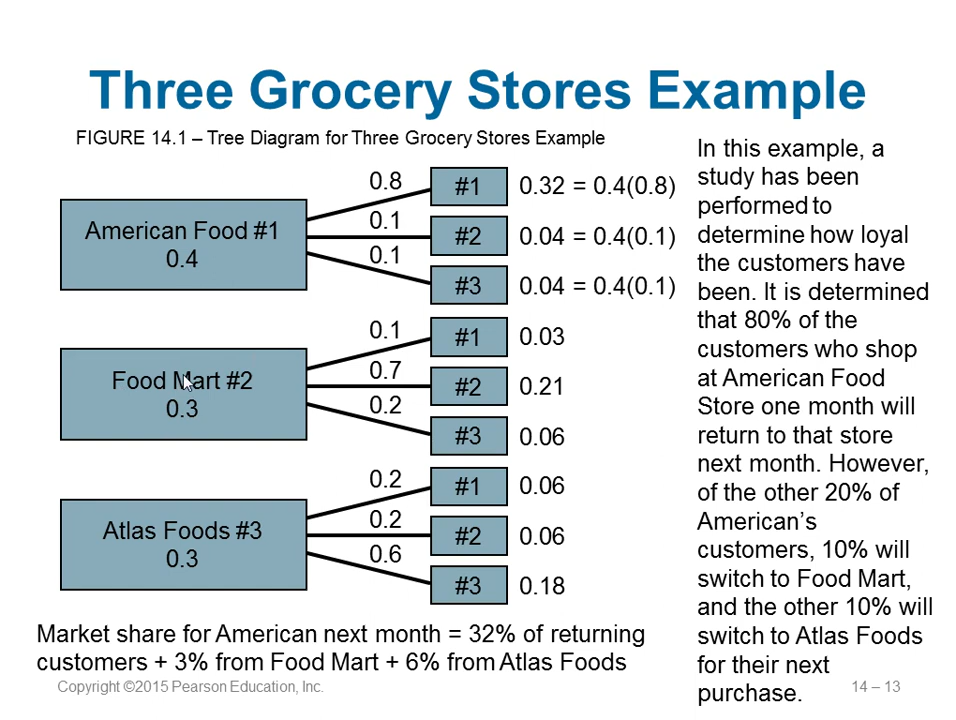 Three Grocery Stores Example
FIGURE 14.1 – Tree Diagram for Three Grocery Stores Example
American Food #1
0.4
0.8
#1
0.32 = 0.4(0.8)
0.1
#2
0.04 = 0.4(0.1)
0.1
#3
0.04 = 0.4(0.1)
Food Mart #2
0.3
0.1
#1
0.03
0.7
#2
0.21
0.2
#3
0.06
Atlas Foods #3
0.3
0.2
#1
0.06
0.2
#2
0.06
0.6
#3
0.18
Market share for American next month = 32% of returning
customers + 3% from Food Mart + 6% from Atlas Foods
In this example, a
study has been
performed to
determine how loyal
the customers have
been. It is determined
that 80% of the
customers who shop
at American Food
Store one month will
return to that store
next month. However,
of the other 20% of
American’s
customers, 10% will
switch to Food Mart,
and the other 10% will
switch to Atlas Foods
for their next
purchase.
Copyright ©2015 Pearson Education, Inc.
14 – 13